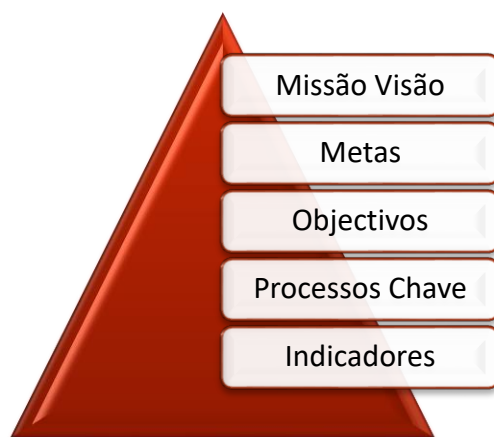 Missão Visão
Metas
Objectivos
Processos Chave
Indicadores